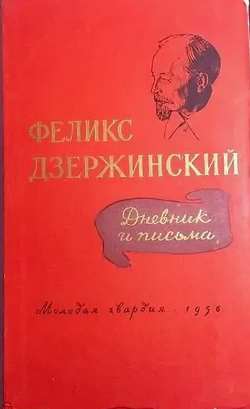 ФЕЛИКС
ДЗЕРЖИНСКИЙ
Дневник
и письма
Молодая гвардия · 1956